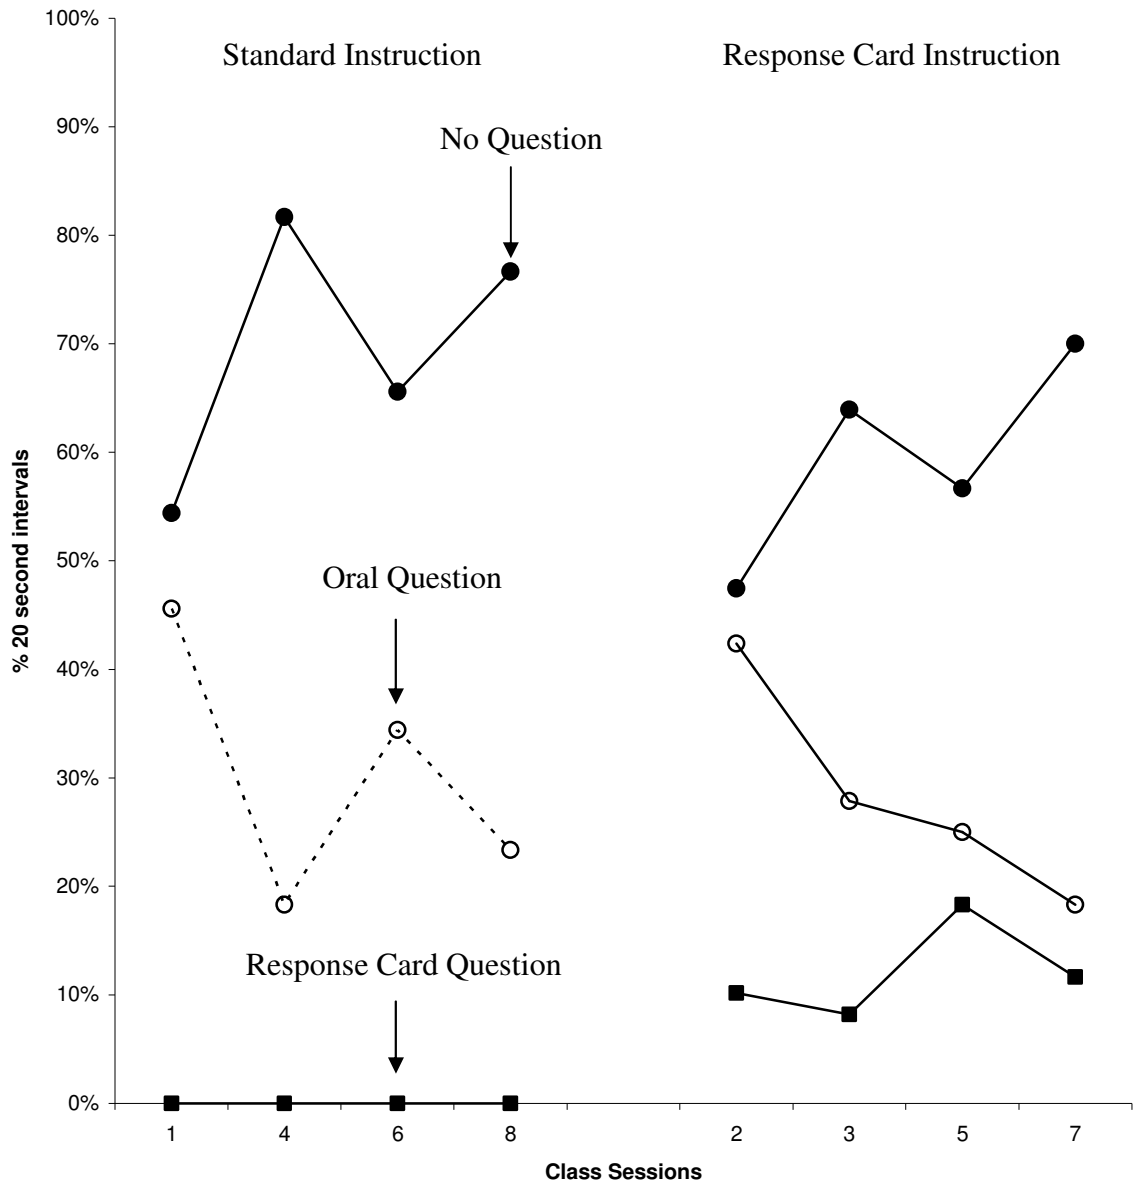 100%
Standard Instruction
Response Card Instruction
90%
No Question
80%
70%
60%
50%
Oral Question
40%
30%
20%
Response Card Question
10%
0%
% 20 second intervals
1 4 6 8 2 3 5 7
Class Sessions